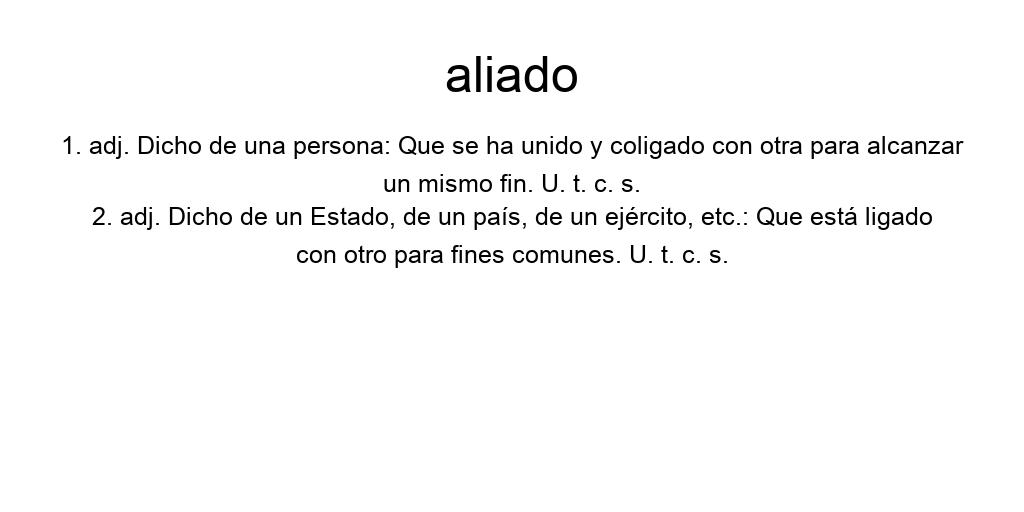 aliado
1. adj. Dicho de una persona: Que se ha unido y coligado con otra para alcanzar
un mismo fin. U. t. c. s.
2. adj. Dicho de un Estado, de un país, de un ejército, etc.: Que está ligado
con otro para fines comunes. U. t. c. s.